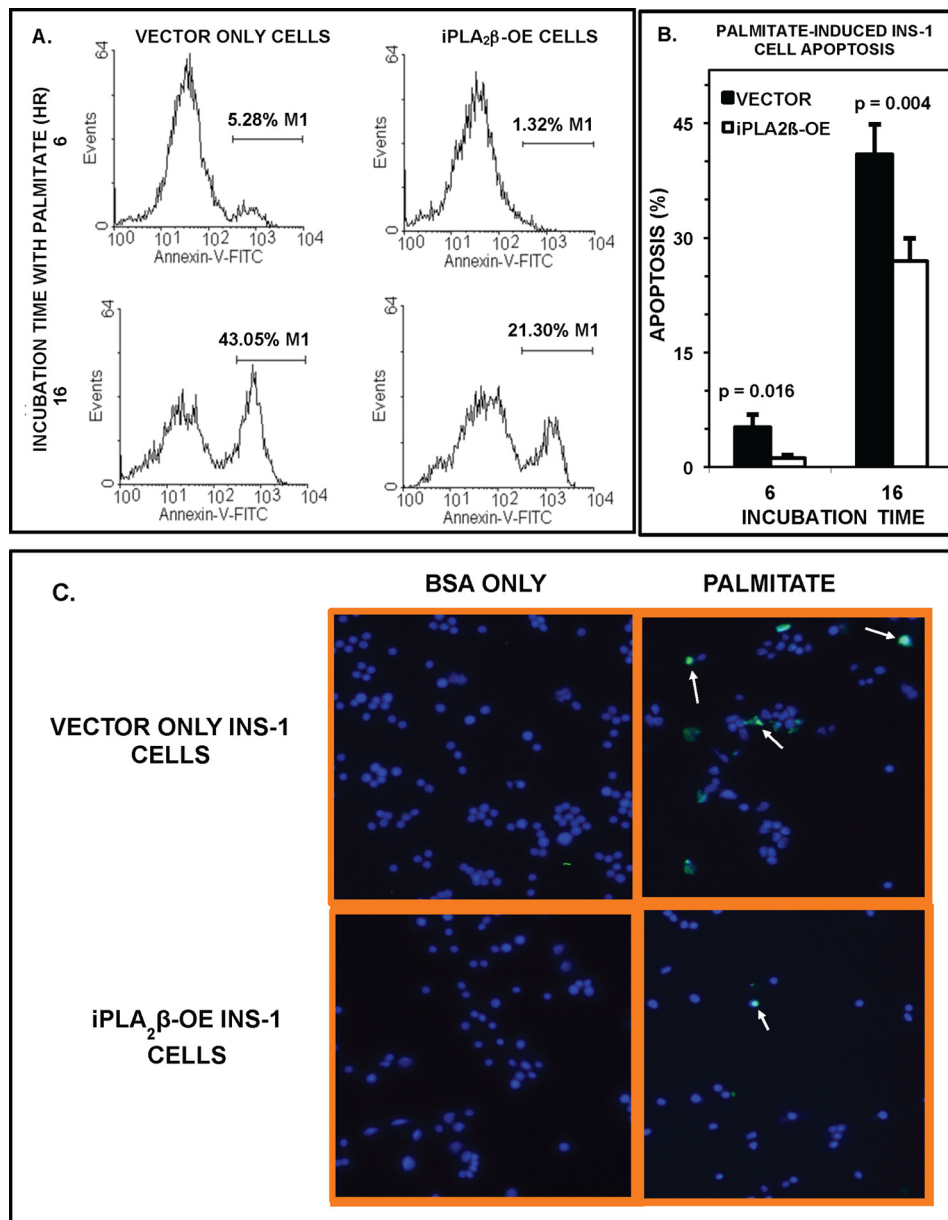 A.
VECTOR ONLY CELLS
iPLA₂β-OE CELLS
INCUBATION TIME WITH PALMITATE (HR)
6
16
64
Events
0
5.28% M1
10⁰ 10¹ 10² 10³ 10⁴
Annexin-V-FITC
64
Events
0
1.32% M1
10⁰ 10¹ 10² 10³ 10⁴
Annexin-V-FITC
64
Events
0
43.05% M1
10⁰ 10¹ 10² 10³ 10⁴
Annexin-V-FITC
64
Events
0
21.30% M1
10⁰ 10¹ 10² 10³ 10⁴
Annexin-V-FITC
B.
PALMITATE-INDUCED INS-1
CELL APOPTOSIS
VECTOR
iPLA2ß-OE
p = 0.004
p = 0.016
APOPTOSIS (%)
45
30
15
0
6 16
INCUBATION TIME
C.
BSA ONLY
PALMITATE
VECTOR ONLY INS-1
CELLS
iPLA₂β-OE INS-1
CELLS